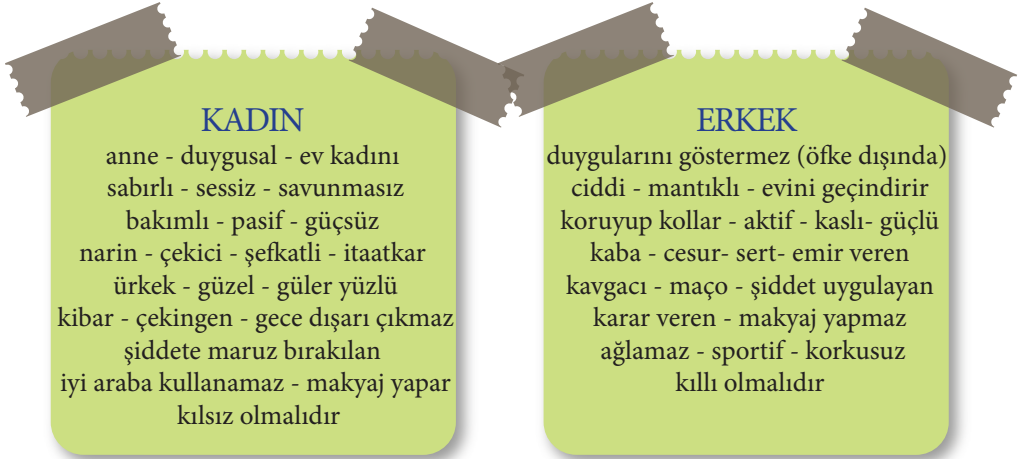 KADIN
anne - duygusal - ev kadını
sabırlı - sessiz - savunmasız
bakımlı - pasif - güçsüz
narin - çekici - şefkatli - itaatkar
ürkek - güzel - güler yüzlü
kibar - çekingen - gece dışarı çıkmaz
şiddete maruz bırakılan
iyi araba kullanamaz - makyaj yapar
kılsız olmalıdır
ERKEK
duygularını göstermez (öfke dışında)
ciddi - mantıklı - evini geçindirir
koruyup kollar - aktif - kaslı- güçlü
kaba - cesur- sert- emir veren
kavgacı - maço - şiddet uygulayan
karar veren - makyaj yapmaz
ağlamaz - sportif - korkusuz
kıllı olmalıdır